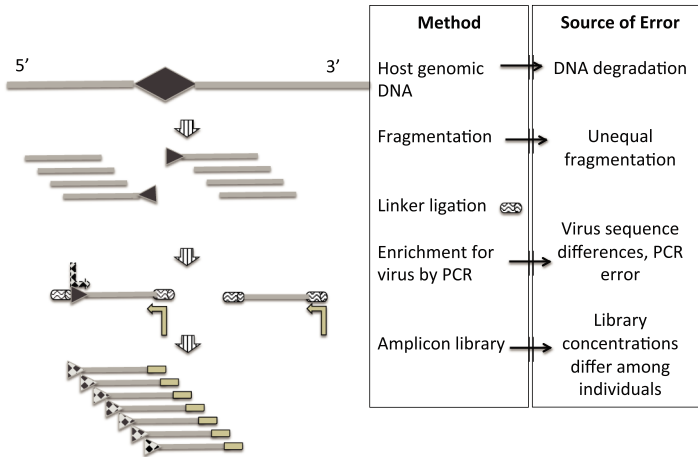 5’
3’
Method
Host genomic
DNA
Fragmentation
Linker ligation
Enrichment for
virus by PCR
Amplicon library
Source of Error
DNA degradation
Unequal
fragmentation
Virus sequence
differences, PCR
error
Library
concentrations
differ among
individuals